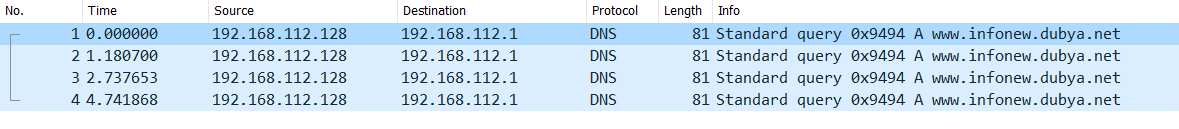 No. Time Source Destination Protocol Length Info
1 0.000000 192.168.112.128 192.168.112.1 DNS 81 Standard query 0x9494 A www.infonew.dubya.net
2 1.180700 192.168.112.128 192.168.112.1 DNS 81 Standard query 0x9494 A www.infonew.dubya.net
3 2.737653 192.168.112.128 192.168.112.1 DNS 81 Standard query 0x9494 A www.infonew.dubya.net
4 4.741868 192.168.112.128 192.168.112.1 DNS 81 Standard query 0x9494 A www.infonew.dubya.net